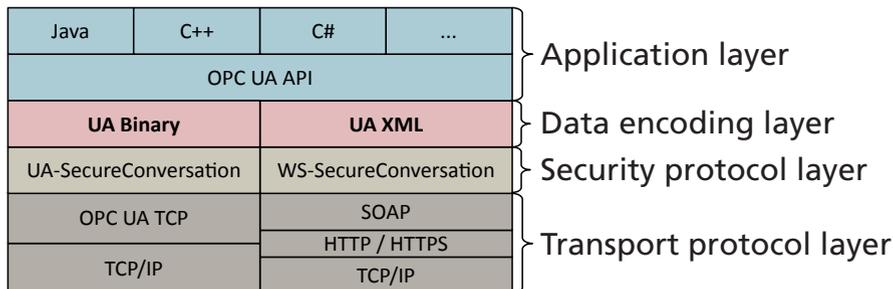 Java C++ C# ...
OPC UA API
Application layer
UA Binary UA XML
Data encoding layer
UA-SecureConversation WS-SecureConversation
Security protocol layer
OPC UA TCP
SOAP
HTTP / HTTPS
TCP/IP
TCP/IP
Transport protocol layer